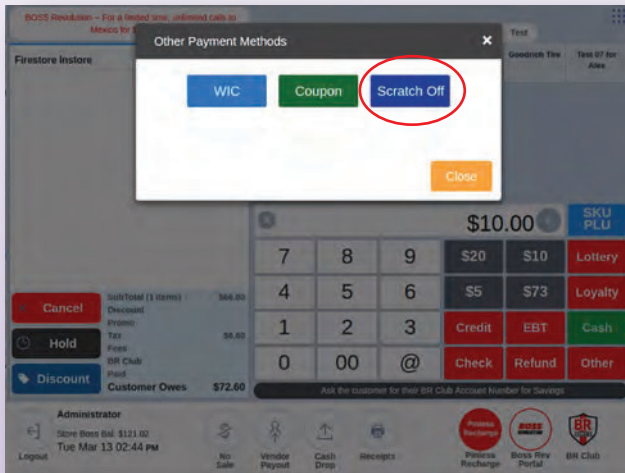 BOSS Revolution – For a limited time, unlimited calls to
Mexico for $
Test
Other Payment Methods ×
Firestore Instore
Goodrich Tire
Test 07 for
Alex
WIC Coupon Scratch Off
Close
$10.00
SKU
PLU
7 8 9 $20 $10 Lottery
4 5 6 $5 $73 Loyalty
1 2 3 Credit EBT Cash
0 00 @ Check Refund Other
Cancel
Hold
Discount
SubTotal (1 items) $66.00
Discount
Promo
Tax $6.60
Fees
BR Club
Paid
Customer Owes $72.60
Ask the customer for their BR Club Account Number for Savings
Administrator
Store Boss Bal: $121.02
Tue Mar 13 02:44 PM
Logout
No
Sale
Vendor
Payout
Cash
Drop
Receipts
Pinless
Recharge
Pinless
Recharge
BOSS
Boss Rev
Portal
BR
BR Club